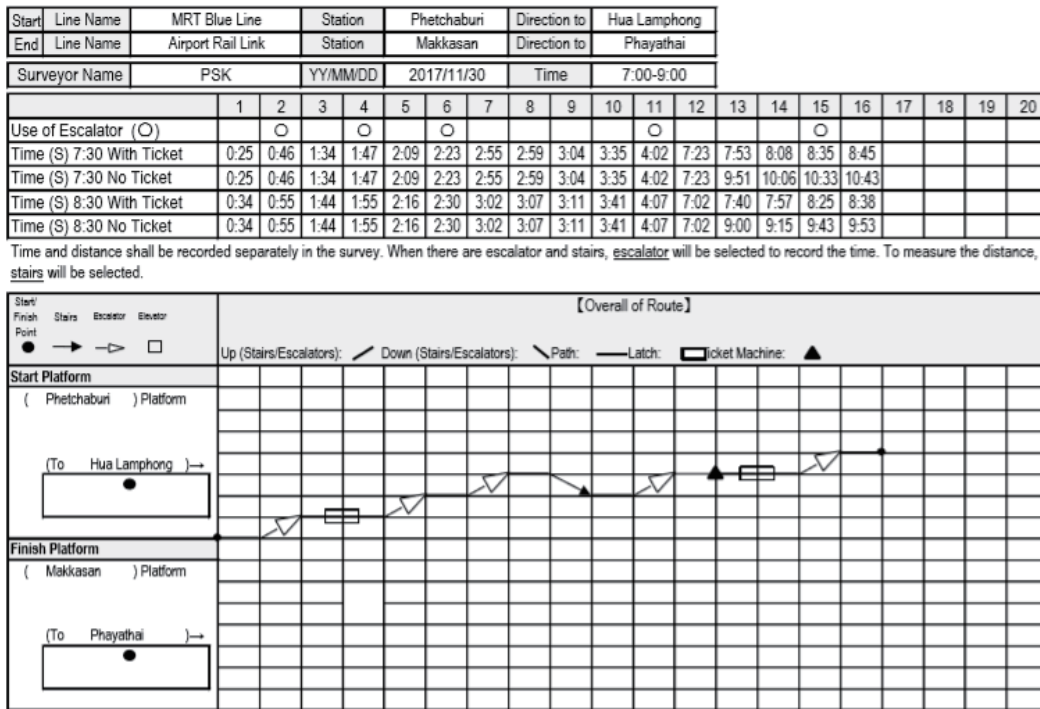 Start Line Name MRT Blue Line Station Phetchaburi Direction to Hua Lamphong
End Line Name Airport Rail Link Station Makkasan Direction to Phayathai
Surveyor Name PSK YY/MM/DD 2017/11/30 Time 7:00-9:00
1 2 3 4 5 6 7 8 9 10 11 12 13 14 15 16 17 18 19 20
Use of Escalator (O) O O O O O
Time (S) 7:30 With Ticket 0:25 0:46 1:34 1:47 2:09 2:23 2:55 2:59 3:04 3:35 4:02 7:23 7:53 8:08 8:35 8:45
Time (S) 7:30 No Ticket 0:25 0:46 1:34 1:47 2:09 2:23 2:55 2:59 3:04 3:35 4:02 7:23 9:51 10:06 10:33 10:43
Time (S) 8:30 With Ticket 0:34 0:55 1:44 1:55 2:16 2:30 3:02 3:07 3:11 3:41 4:07 7:02 7:40 7:57 8:25 8:38
Time (S) 8:30 No Ticket 0:34 0:55 1:44 1:55 2:16 2:30 3:02 3:07 3:11 3:41 4:07 7:02 9:00 9:15 9:43 9:53
Time and distance shall be recorded separately in the survey. When there are escalator and stairs, escalator will be selected to record the time. To measure the distance,
stairs will be selected.
Start/
Finish Stairs Escalator Elevator
Point
【Overall of Route】
Up (Stairs/Escalators): Down (Stairs/Escalators): Path: Latch: Ticket Machine:
Start Platform
( Phetchaburi ) Platform
(To Hua Lamphong )→
Finish Platform
( Makkasan ) Platform
(To Phayathai )→